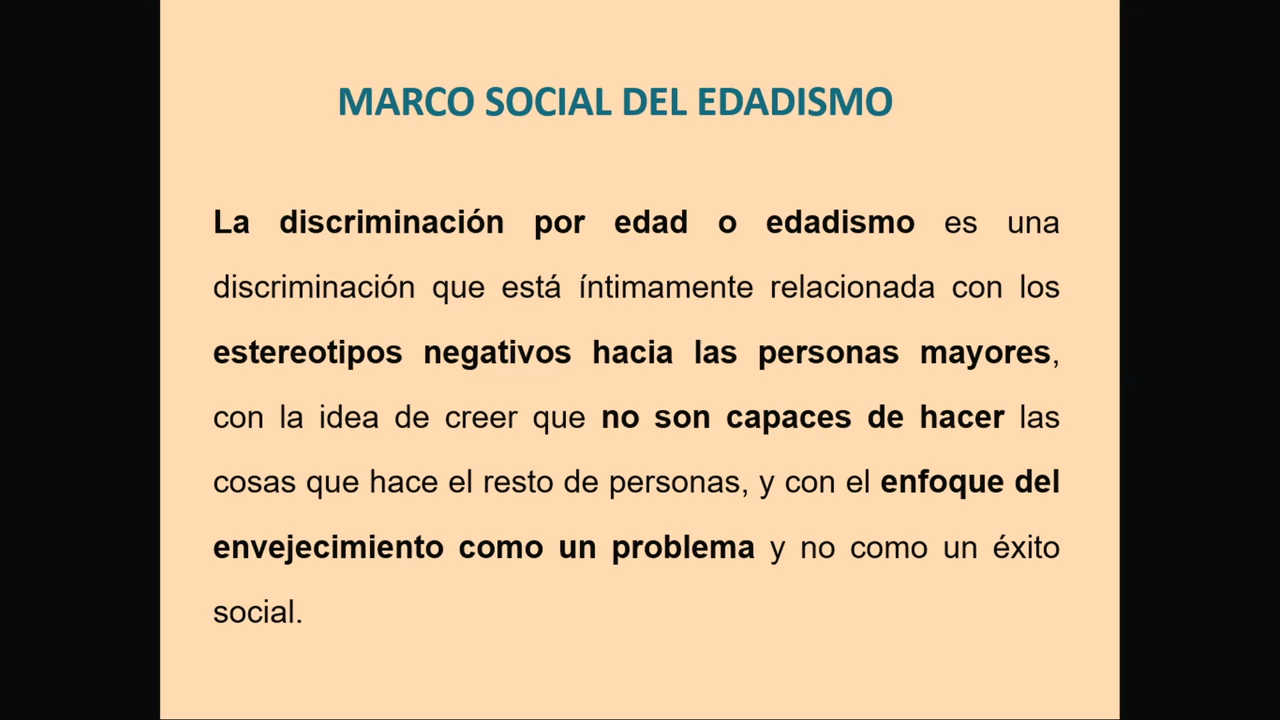 MARCO SOCIAL DEL EDADISMO
La discriminación por edad o edadismo es una
discriminación que está íntimamente relacionada con los
estereotipos negativos hacia las personas mayores,
con la idea de creer que no son capaces de hacer las
cosas que hace el resto de personas, y con el enfoque del
envejecimiento como un problema y no como un éxito
social.